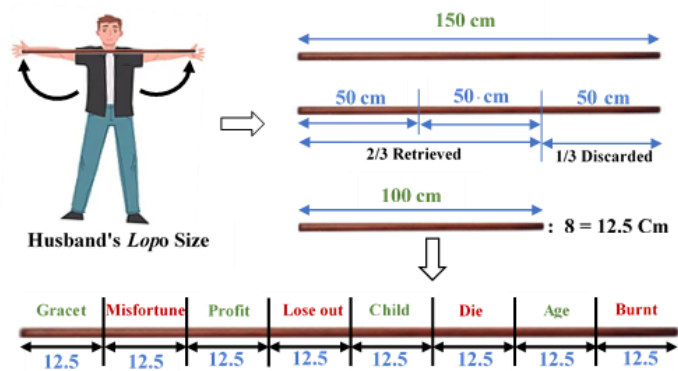 150 cm
50 cm 50 cm 50 cm
2/3 Retrieved 1/3 Discarded
Husband's Lopo Size
100 cm
: 8 = 12.5 Cm
Gracet Misfortune Profit Lose out Child Die Age Burnt
12.5 12.5 12.5 12.5 12.5 12.5 12.5 12.5